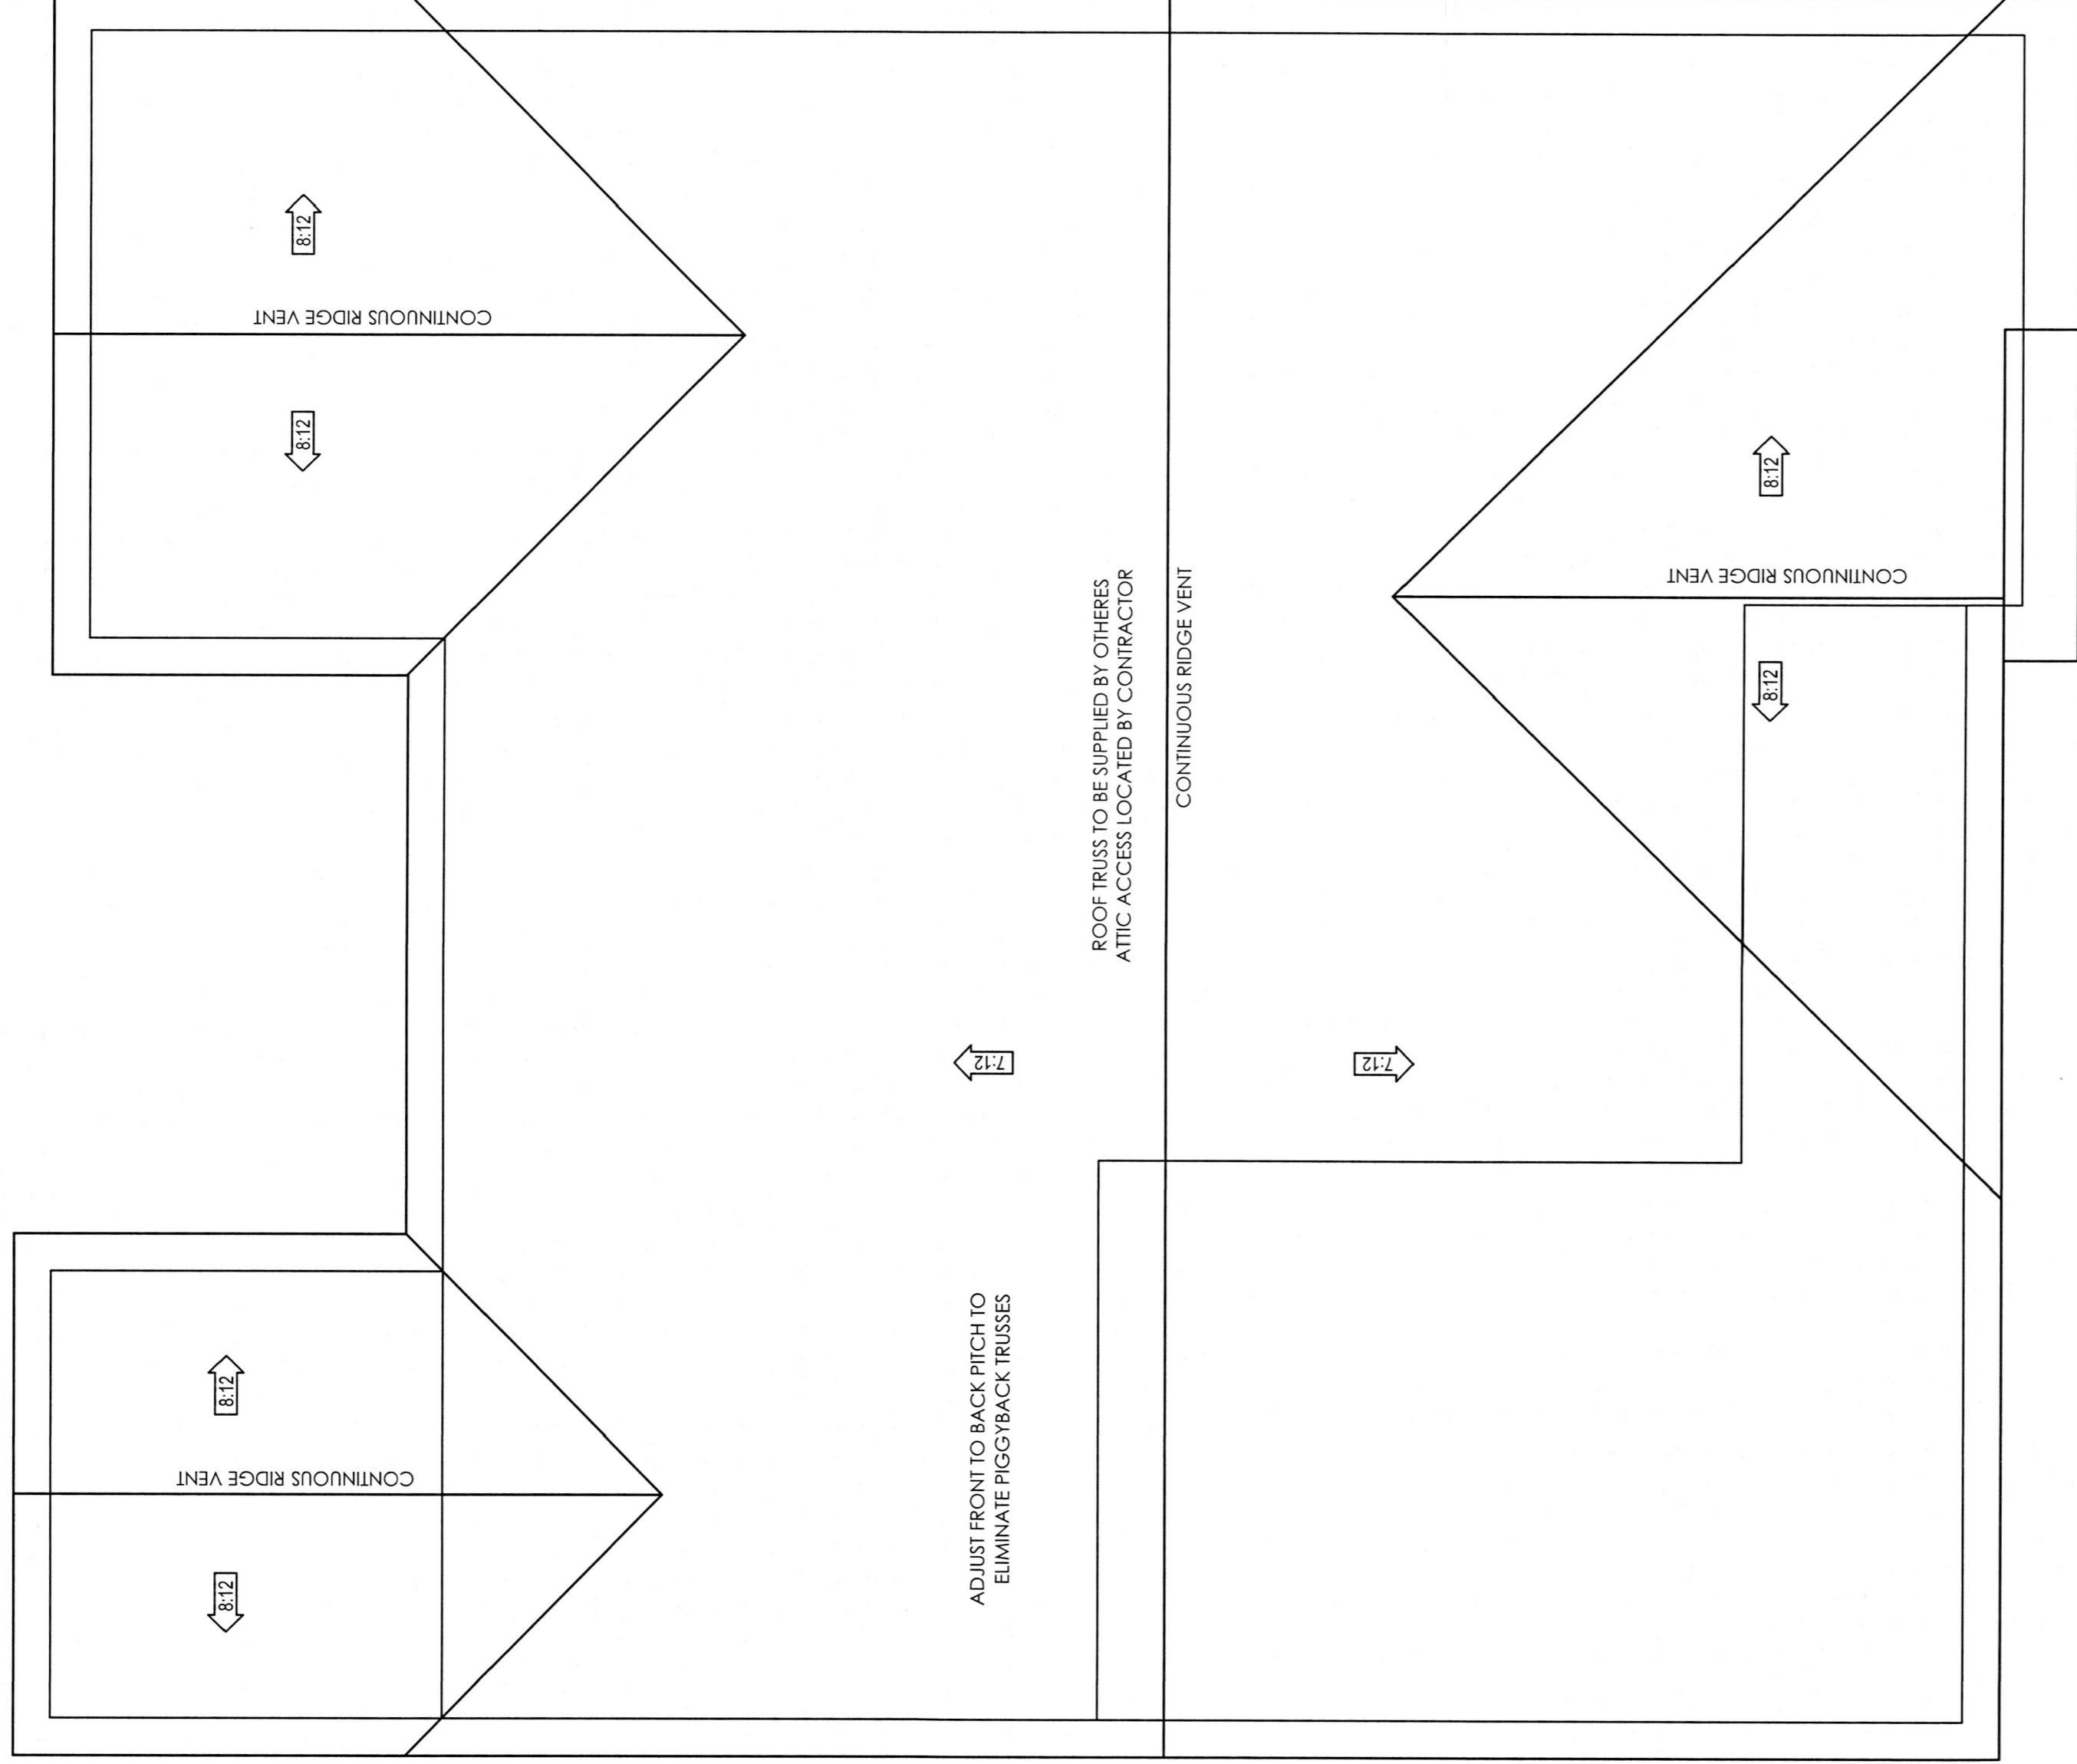 8:12
CONTINUOUS RIDGE VENT
8:12
8:12
CONTINUOUS RIDGE VENT
8:12
ROOF TRUSS TO BE SUPPLIED BY OTHERES
ATTIC ACCESS LOCATED BY CONTRACTOR
CONTINUOUS RIDGE VENT
7:12
7:12
ADJUST FRONT TO BACK PITCH TO
ELIMINATE PIGGYBACK TRUSSES
8:12
CONTINUOUS RIDGE VENT
8:12